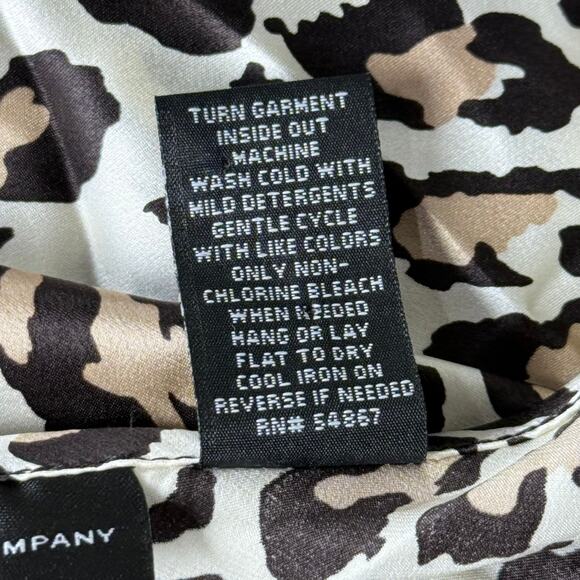 TURN GARMENT
INSIDE OUT
MACHINE
WASH COLD WITH
MILD DETERGENTS
GENTLE CYCLE
WITH LIKE COLORS
ONLY NON-
CHLORINE BLEACH
WHEN NEEDED
HANG OR LAY
FLAT TO DRY
COOL IRON ON
REVERSE IF NEEDED
RN# 54867
OMPANY